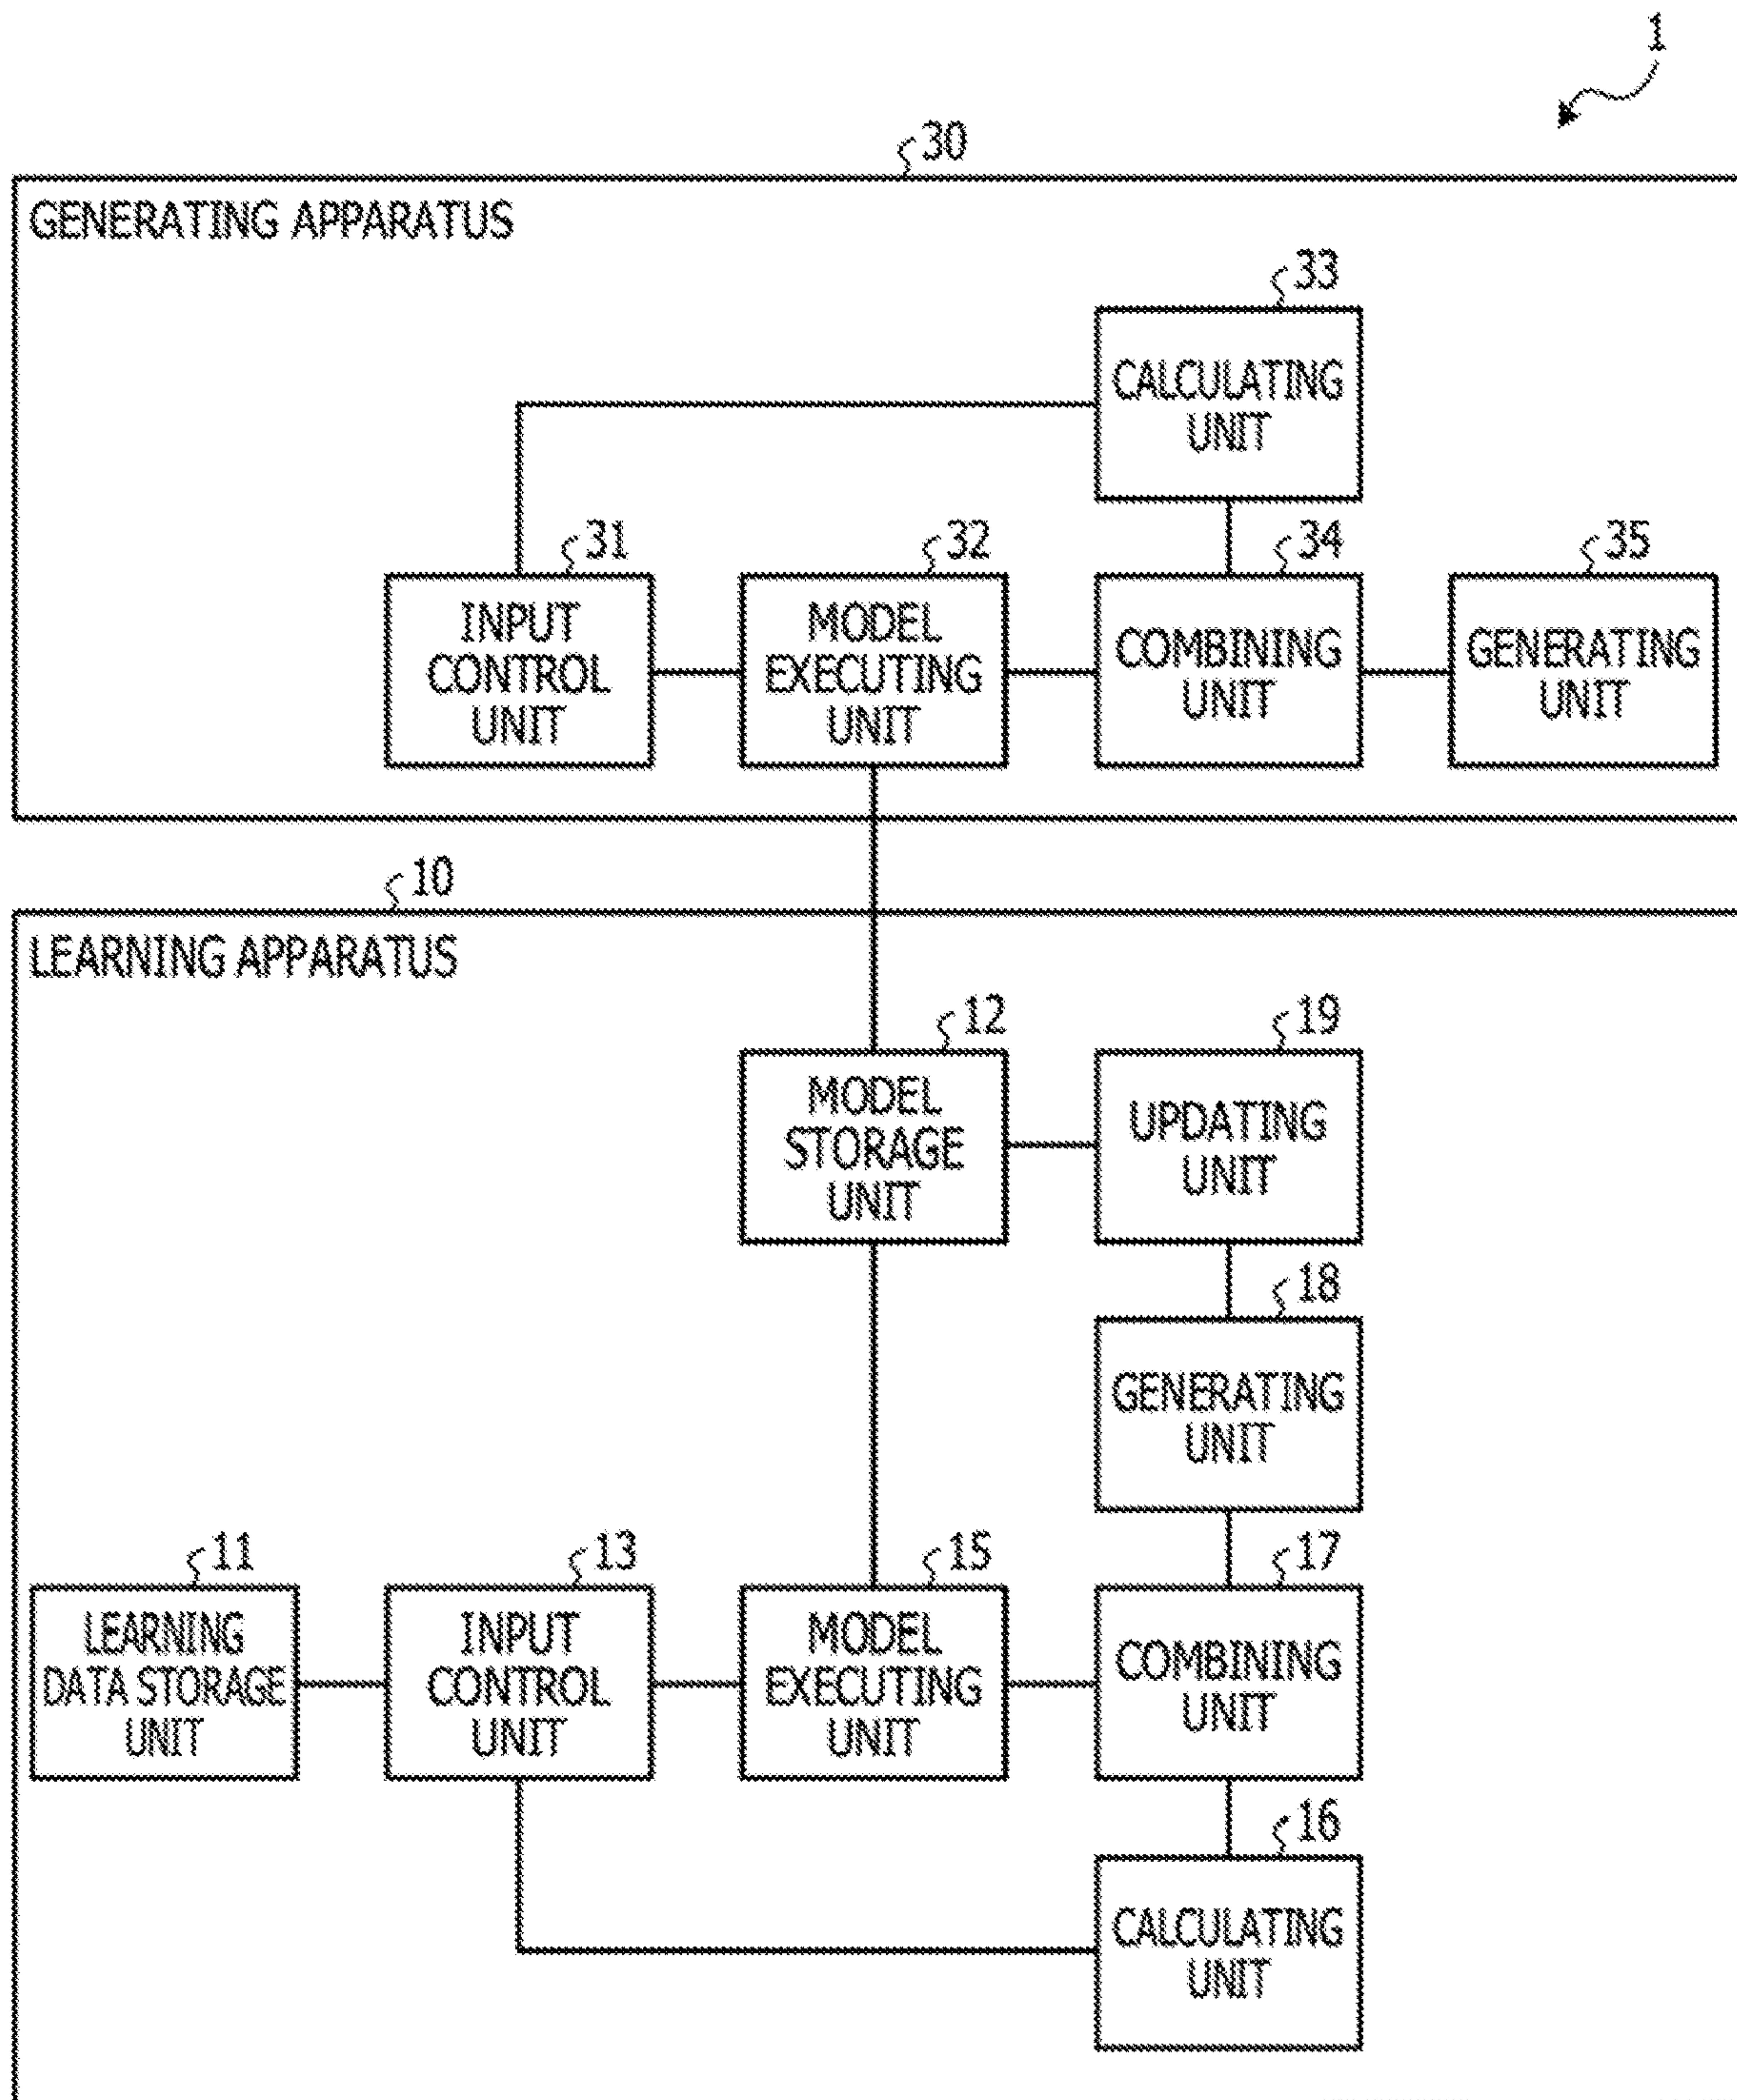 1
30
GENERATING APPARATUS
33
CALCULATING
UNIT
31
INPUT
CONTROL
UNIT
32
MODEL
EXECUTING
UNIT
34
COMBINING
UNIT
35
GENERATING
UNIT
10
LEARNING APPARATUS
12
MODEL
STORAGE
UNIT
19
UPDATING
UNIT
18
GENERATING
UNIT
11
LEARNING
DATA STORAGE
UNIT
13
INPUT
CONTROL
UNIT
15
MODEL
EXECUTING
UNIT
17
COMBINING
UNIT
16
CALCULATING
UNIT